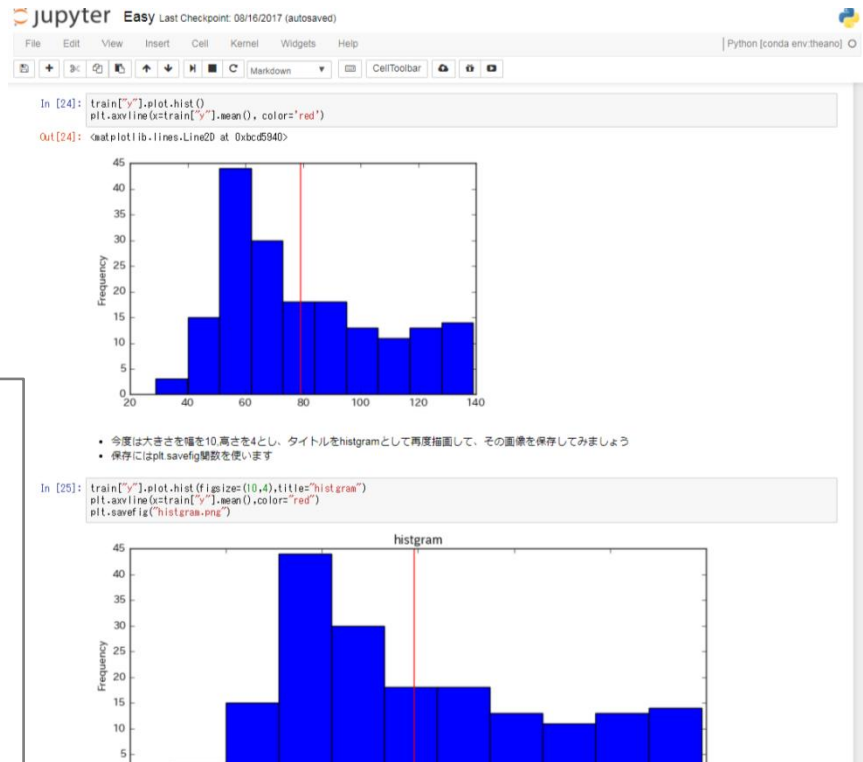 jupyter Easy Last Checkpoint: 08/16/2017 (autosaved)
File Edit View Insert Cell Kernel Widgets Help Python [conda env:theano] O
Markdown CellToolbar
In [24]: train["y"].plot.hist()
plt.axvline(x=train["y"].mean(), color='red')
Out[24]: <matplotlib.lines.Line2D at 0xbcd5940>
45
40
35
30
25
20
15
10
5
0
Frequency
20 40 60 80 100 120 140
• 今度は大きさを幅を10,高さを4とし、タイトルをhistgramとして再度描画して、その画像を保存してみましょう
• 保存にはplt.savefig関数を使います
In [25]: train["y"].plot.hist(figsize=(10,4),title="histgram")
plt.axvline(x=train["y"].mean(),color="red")
plt.savefig("histgram.png")
histgram
45
40
35
30
25
20
15
10
5
Frequency